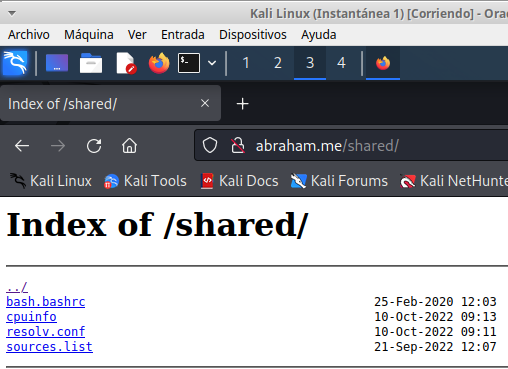 Kali Linux (Instantánea 1) [Corriendo] - Ora
Archivo Máquina Ver Entrada Dispositivos Ayuda
1 2 3 4
Index of /shared/
abraham.me/shared/
Kali Linux Kali Tools Kali Docs Kali Forums Kali NetHunte
Index of /shared/
../
bash.bashrc 25-Feb-2020 12:03
cpuinfo 10-Oct-2022 09:13
resolv.conf 10-Oct-2022 09:11
sources.list 21-Sep-2022 12:07